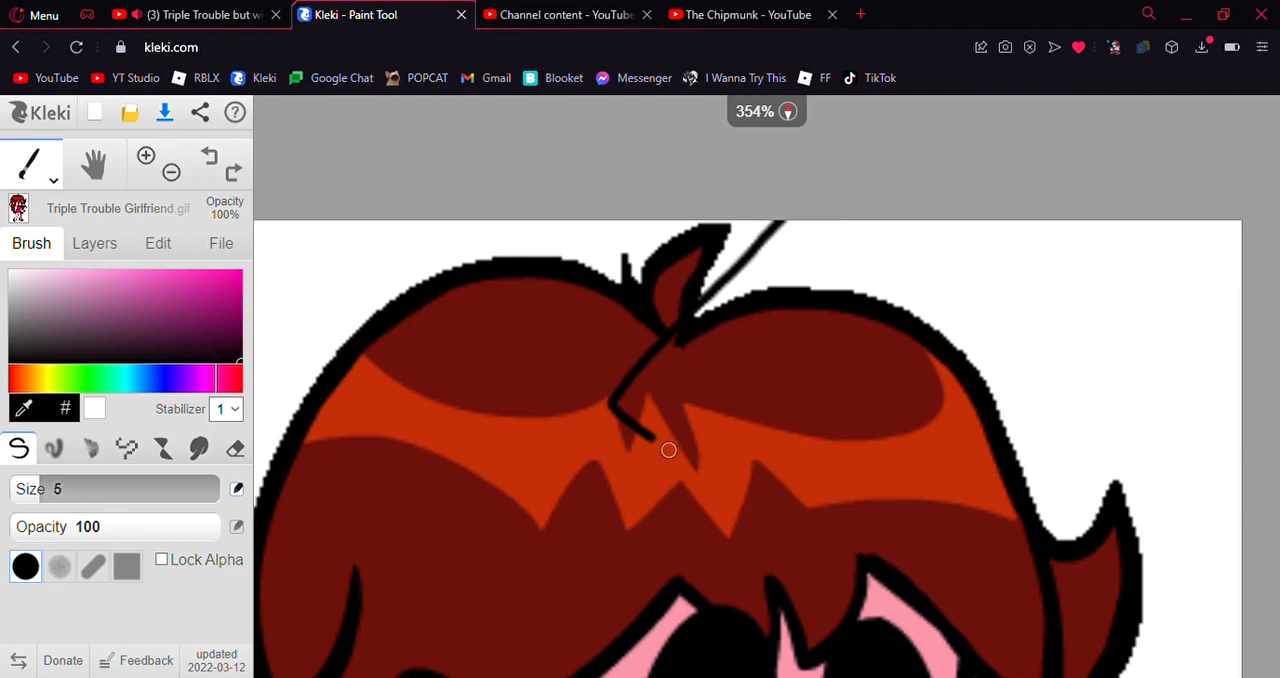 Menu
(3) Triple Trouble but wi
Kleki - Paint Tool
Channel content - YouTube
The Chipmunk - YouTube
kleki.com
YouTube
YT Studio
RBLX
Kleki
Google Chat
POPCAT
Gmail
Blooket
Messenger
I Wanna Try This
FF
TikTok
Kleki
354%
Triple Trouble Girlfriend.gif
Opacity
100%
Brush
Layers
Edit
File
#
Stabilizer
1
Size 5
Opacity 100
Lock Alpha
Donate
Feedback
updated
2022-03-12